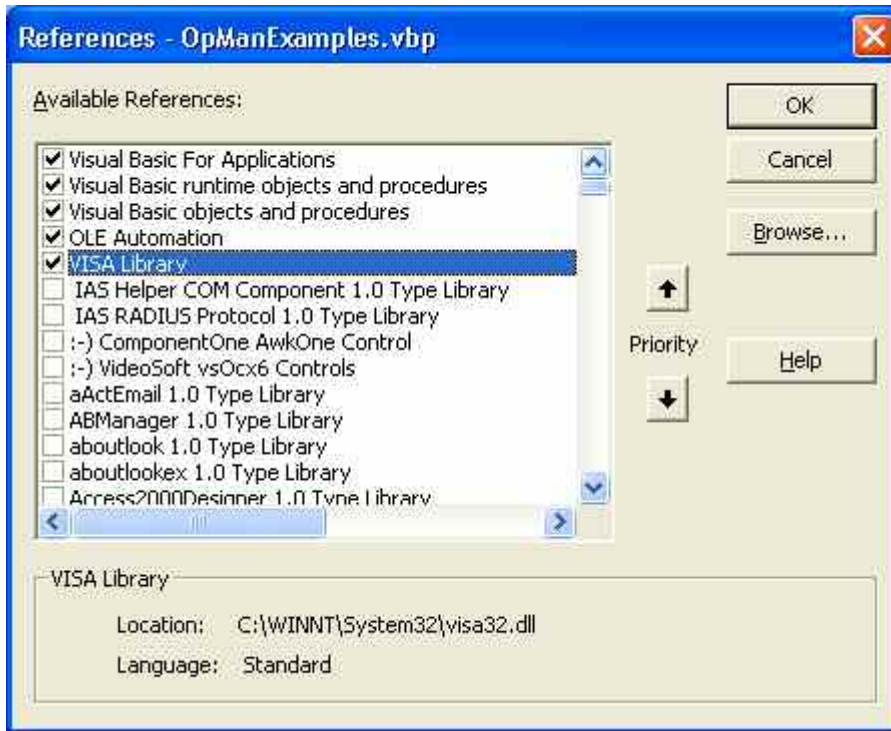 References - OpManExamples.vbp
Available References:
Visual Basic For Applications
Visual Basic runtime objects and procedures
Visual Basic objects and procedures
OLE Automation
VISA Library
IAS Helper COM Component 1.0 Type Library
IAS RADIUS Protocol 1.0 Type Library
:-) ComponentOne AwkOne Control
:-) VideoSoft vsOcx6 Controls
aActEmail 1.0 Type Library
ABManager 1.0 Type Library
aboutlook 1.0 Type Library
aboutlookex 1.0 Type Library
Access2000Designer 1.0 Type Library
OK
Cancel
Browse...
Priority
Help
VISA Library
Location: C:\WINNT\System32\visa32.dll
Language: Standard